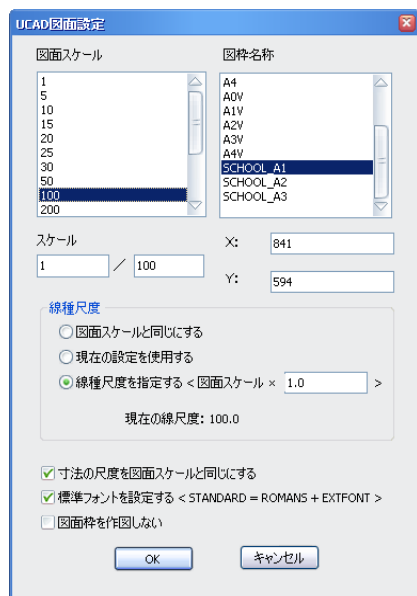 UCAD図面設定
図面スケール
図枠名称
1
5
10
15
20
25
30
50
100
200
A4
A0V
A1V
A2V
A3V
A4V
SCHOOL_A1
SCHOOL_A2
SCHOOL_A3
スケール
1 / 100
X: 841
Y: 594
線種尺度
図面スケールと同じにする
現在の設定を使用する
線種尺度を指定する < 図面スケール × 1.0 >
現在の線尺度: 100.0
寸法の尺度を図面スケールと同じにする
標準フォントを設定する < STANDARD = ROMANS + EXTFONT >
図面枠を作図しない
OK
キャンセル